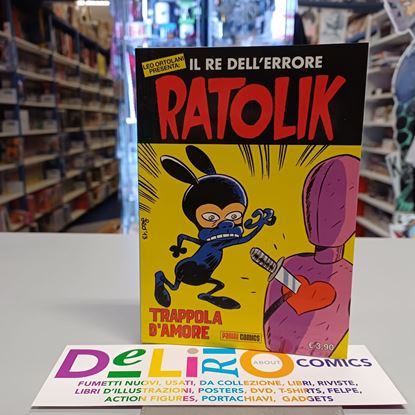 LEO ORTOLANI
PRESENTA:
IL RE DELL'ERRORE
RATOLIK
TRAPPOLA
D'AMORE
PANINI COMICS
€ 3,90
DeLiRiO
ABOUT
COMICS
FUMETTI NUOVI, USATI, DA COLLEZIONE, LIBRI, RIVISTE,
LIBRI D'ILLUSTRAZIONI, POSTERS, DVD, T-SHIRTS, FELPE,
ACTION FIGURES, PORTACHIAVI, GADGETS